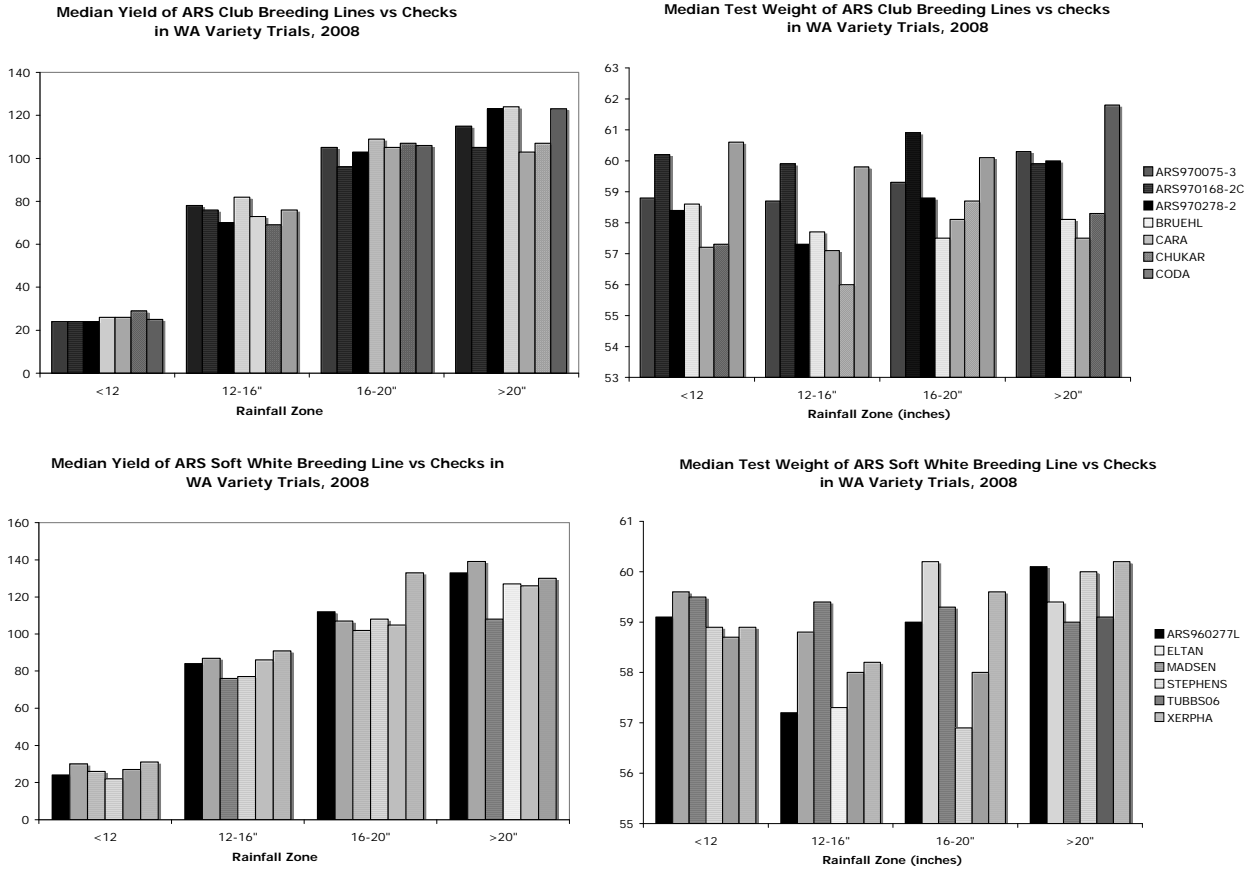 Median Yield of ARS Club Breeding Lines vs Checks
in WA Variety Trials, 2008
140
120
100
80
60
40
20
0
<12
12-16"
16-20"
>20"
Rainfall Zone
Median Test Weight of ARS Club Breeding Lines vs checks
in WA Variety Trials, 2008
63
62
61
60
59
58
57
56
55
54
53
<12
12-16"
16-20"
>20"
Rainfall Zone (inches)
ARS970075-3
ARS970168-2C
ARS970278-2
BRUEHL
CARA
CHUKAR
CODA
Median Yield of ARS Soft White Breeding Line vs Checks in
WA Variety Trials, 2008
160
140
120
100
80
60
40
20
0
<12
12-16"
16-20"
>20"
Rainfall Zone
Median Test Weight of ARS Soft White Breeding Line vs Checks
in WA Variety Trials, 2008
61
60
59
58
57
56
55
<12
12-16"
16-20"
>20"
Rainfall Zone (inches)
ARS960277L
ELTAN
MADSEN
STEPHENS
TUBBS06
XERPHA